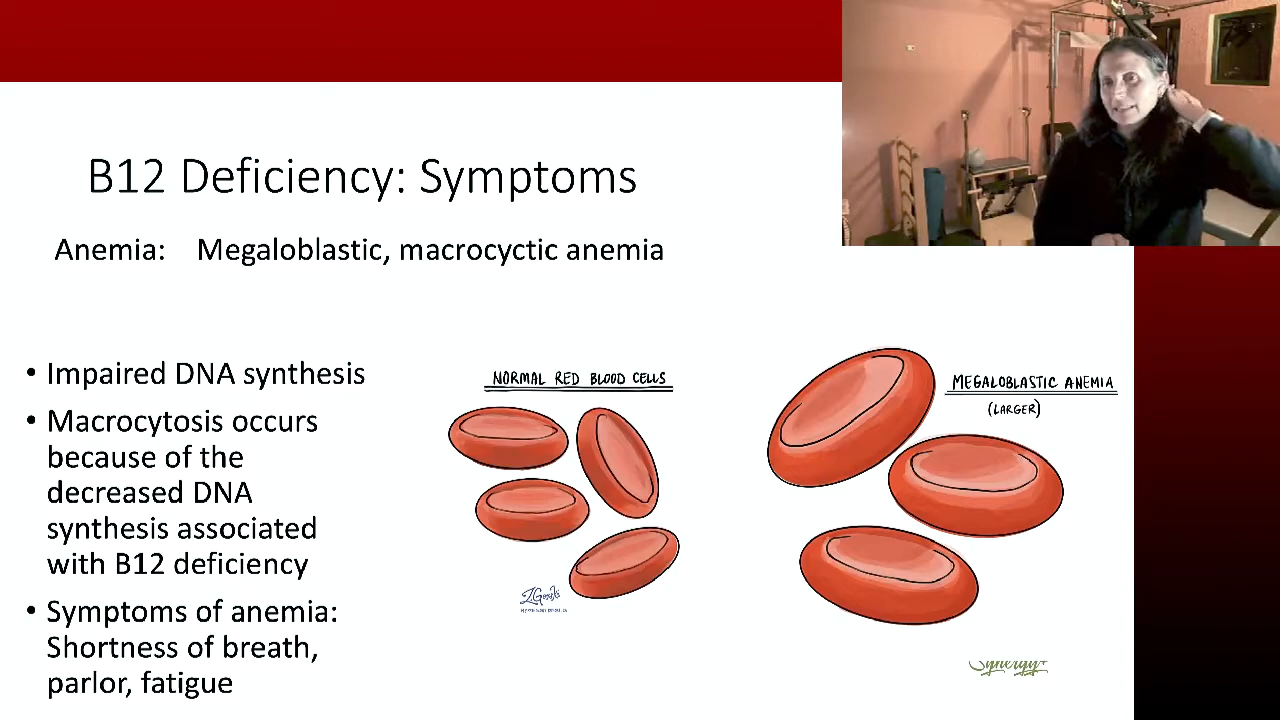 B12 Deficiency: Symptoms
Anemia: Megaloblastic, macrocyctic anemia
• Impaired DNA synthesis
• Macrocytosis occurs
because of the
decreased DNA
synthesis associated
with B12 deficiency
• Symptoms of anemia:
Shortness of breath,
parlor, fatigue
NORMAL RED BLOOD CELLS
MEGALOBLASTIC ANEMIA
(LARGER)
Synergy+